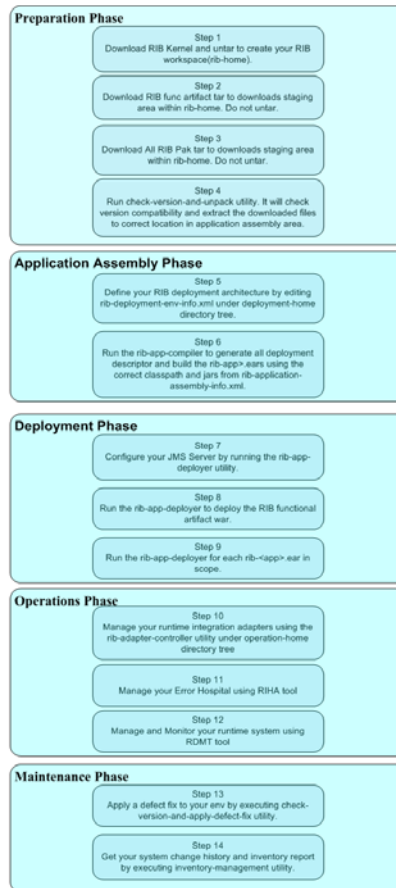 Preparation Phase
Step 1
Download RIB Kernel and untar to create your RIB
workspace(rib-home).
Step 2
Download RIB func artifact tar to downloads staging
area within rib-home. Do not untar.
Step 3
Download All RIB Pak tar to downloads staging area
within rib-home. Do not untar.
Step 4
Run check-version-and-unpack utility. It will check
version compatibility and extract the downloaded files
to correct location in application assembly area.
Application Assembly Phase
Step 5
Define your RIB deployment architecture by editing
rib-deployment-env-info.xml under deployment-home
directory tree.
Step 6
Run the rib-app-compiler to generate all deployment
descriptor and build the rib-app>.ears using the
correct classpath and jars from rib-application-
assembly-info.xml.
Deployment Phase
Step 7
Configure your JMS Server by running the rib-app-
deployer utility.
Step 8
Run the rib-app-deployer to deploy the RIB functional
artifact war.
Step 9
Run the rib-app-deployer for each rib-<app>.ear in
scope.
Operations Phase
Step 10
Manage your runtime integration adapters using the
rib-adapter-controller utility under operation-home
directory tree
Step 11
Manage your Error Hospital using RIHA tool
Step 12
Manage and Monitor your runtime system using
RDMT tool
Maintenance Phase
Step 13
Apply a defect fix to your env by executing check-
version-and-apply-defect-fix utility.
Step 14
Get your system change history and inventory report
by executing inventory-management utility.